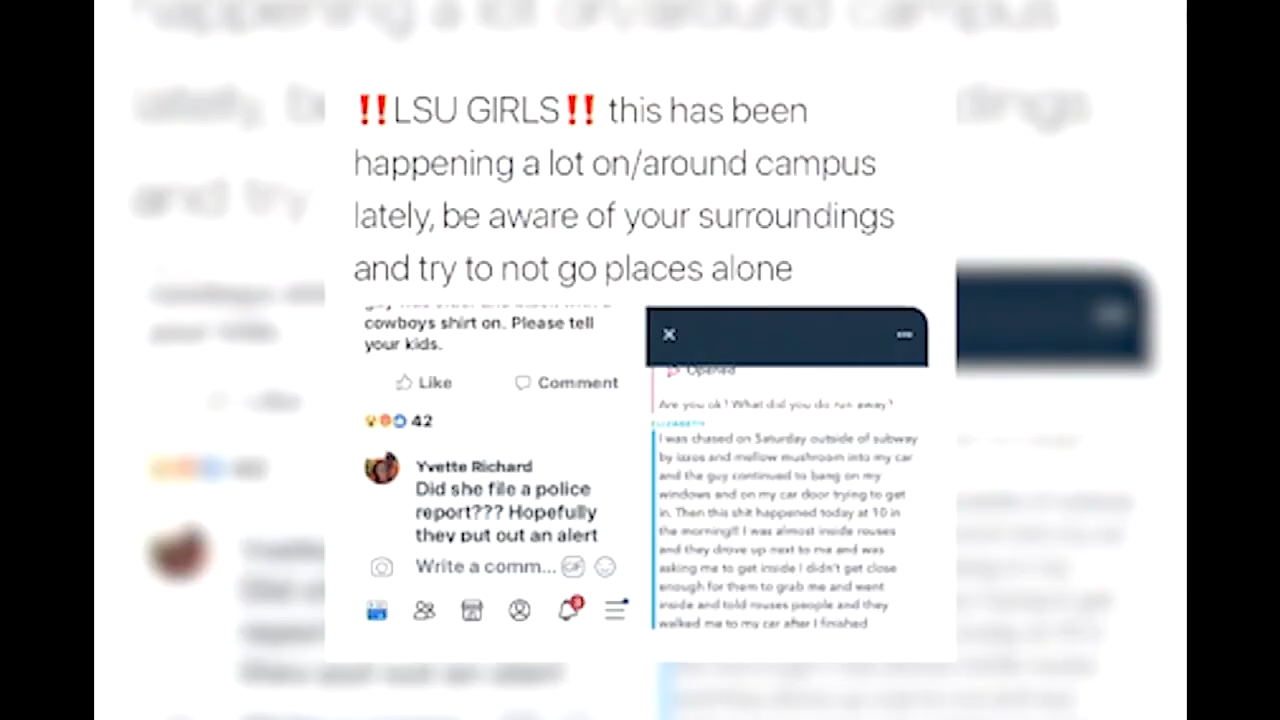 ‼️LSU GIRLS‼️ this has been
happening a lot on/around campus
lately, be aware of your surroundings
and try to not go places alone
cowboys shirt on. Please tell
your kids.
Like
Comment
42
Yvette Richard
Did she file a police
report??? Hopefully
they put out an alert
Write a comm...
GIF
3
Opened
Are you ok? What did you do run away?
ELIZABETH
I was chased on Saturday outside of subway
by izzos and mellow mushroom into my car
and the guy continued to bang on my
windows and on my car door trying to get
in. Then this shit happened today at 10 in
the morning!! I was almost inside rouses
and they drove up next to me and was
asking me to get inside I didn't get close
enough for them to grab me and went
inside and told rouses people and they
walked me to my car after I finished